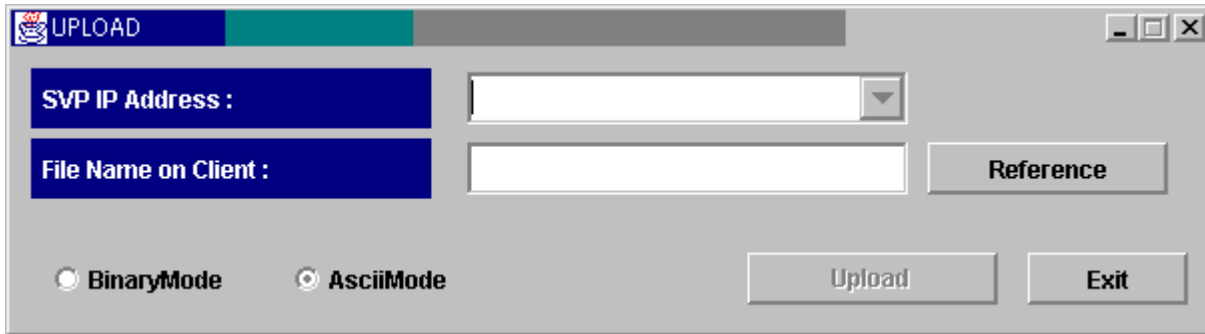 UPLOAD
SVP IP Address :
File Name on Client :
Reference
BinaryMode
AsciiMode
Upload
Exit